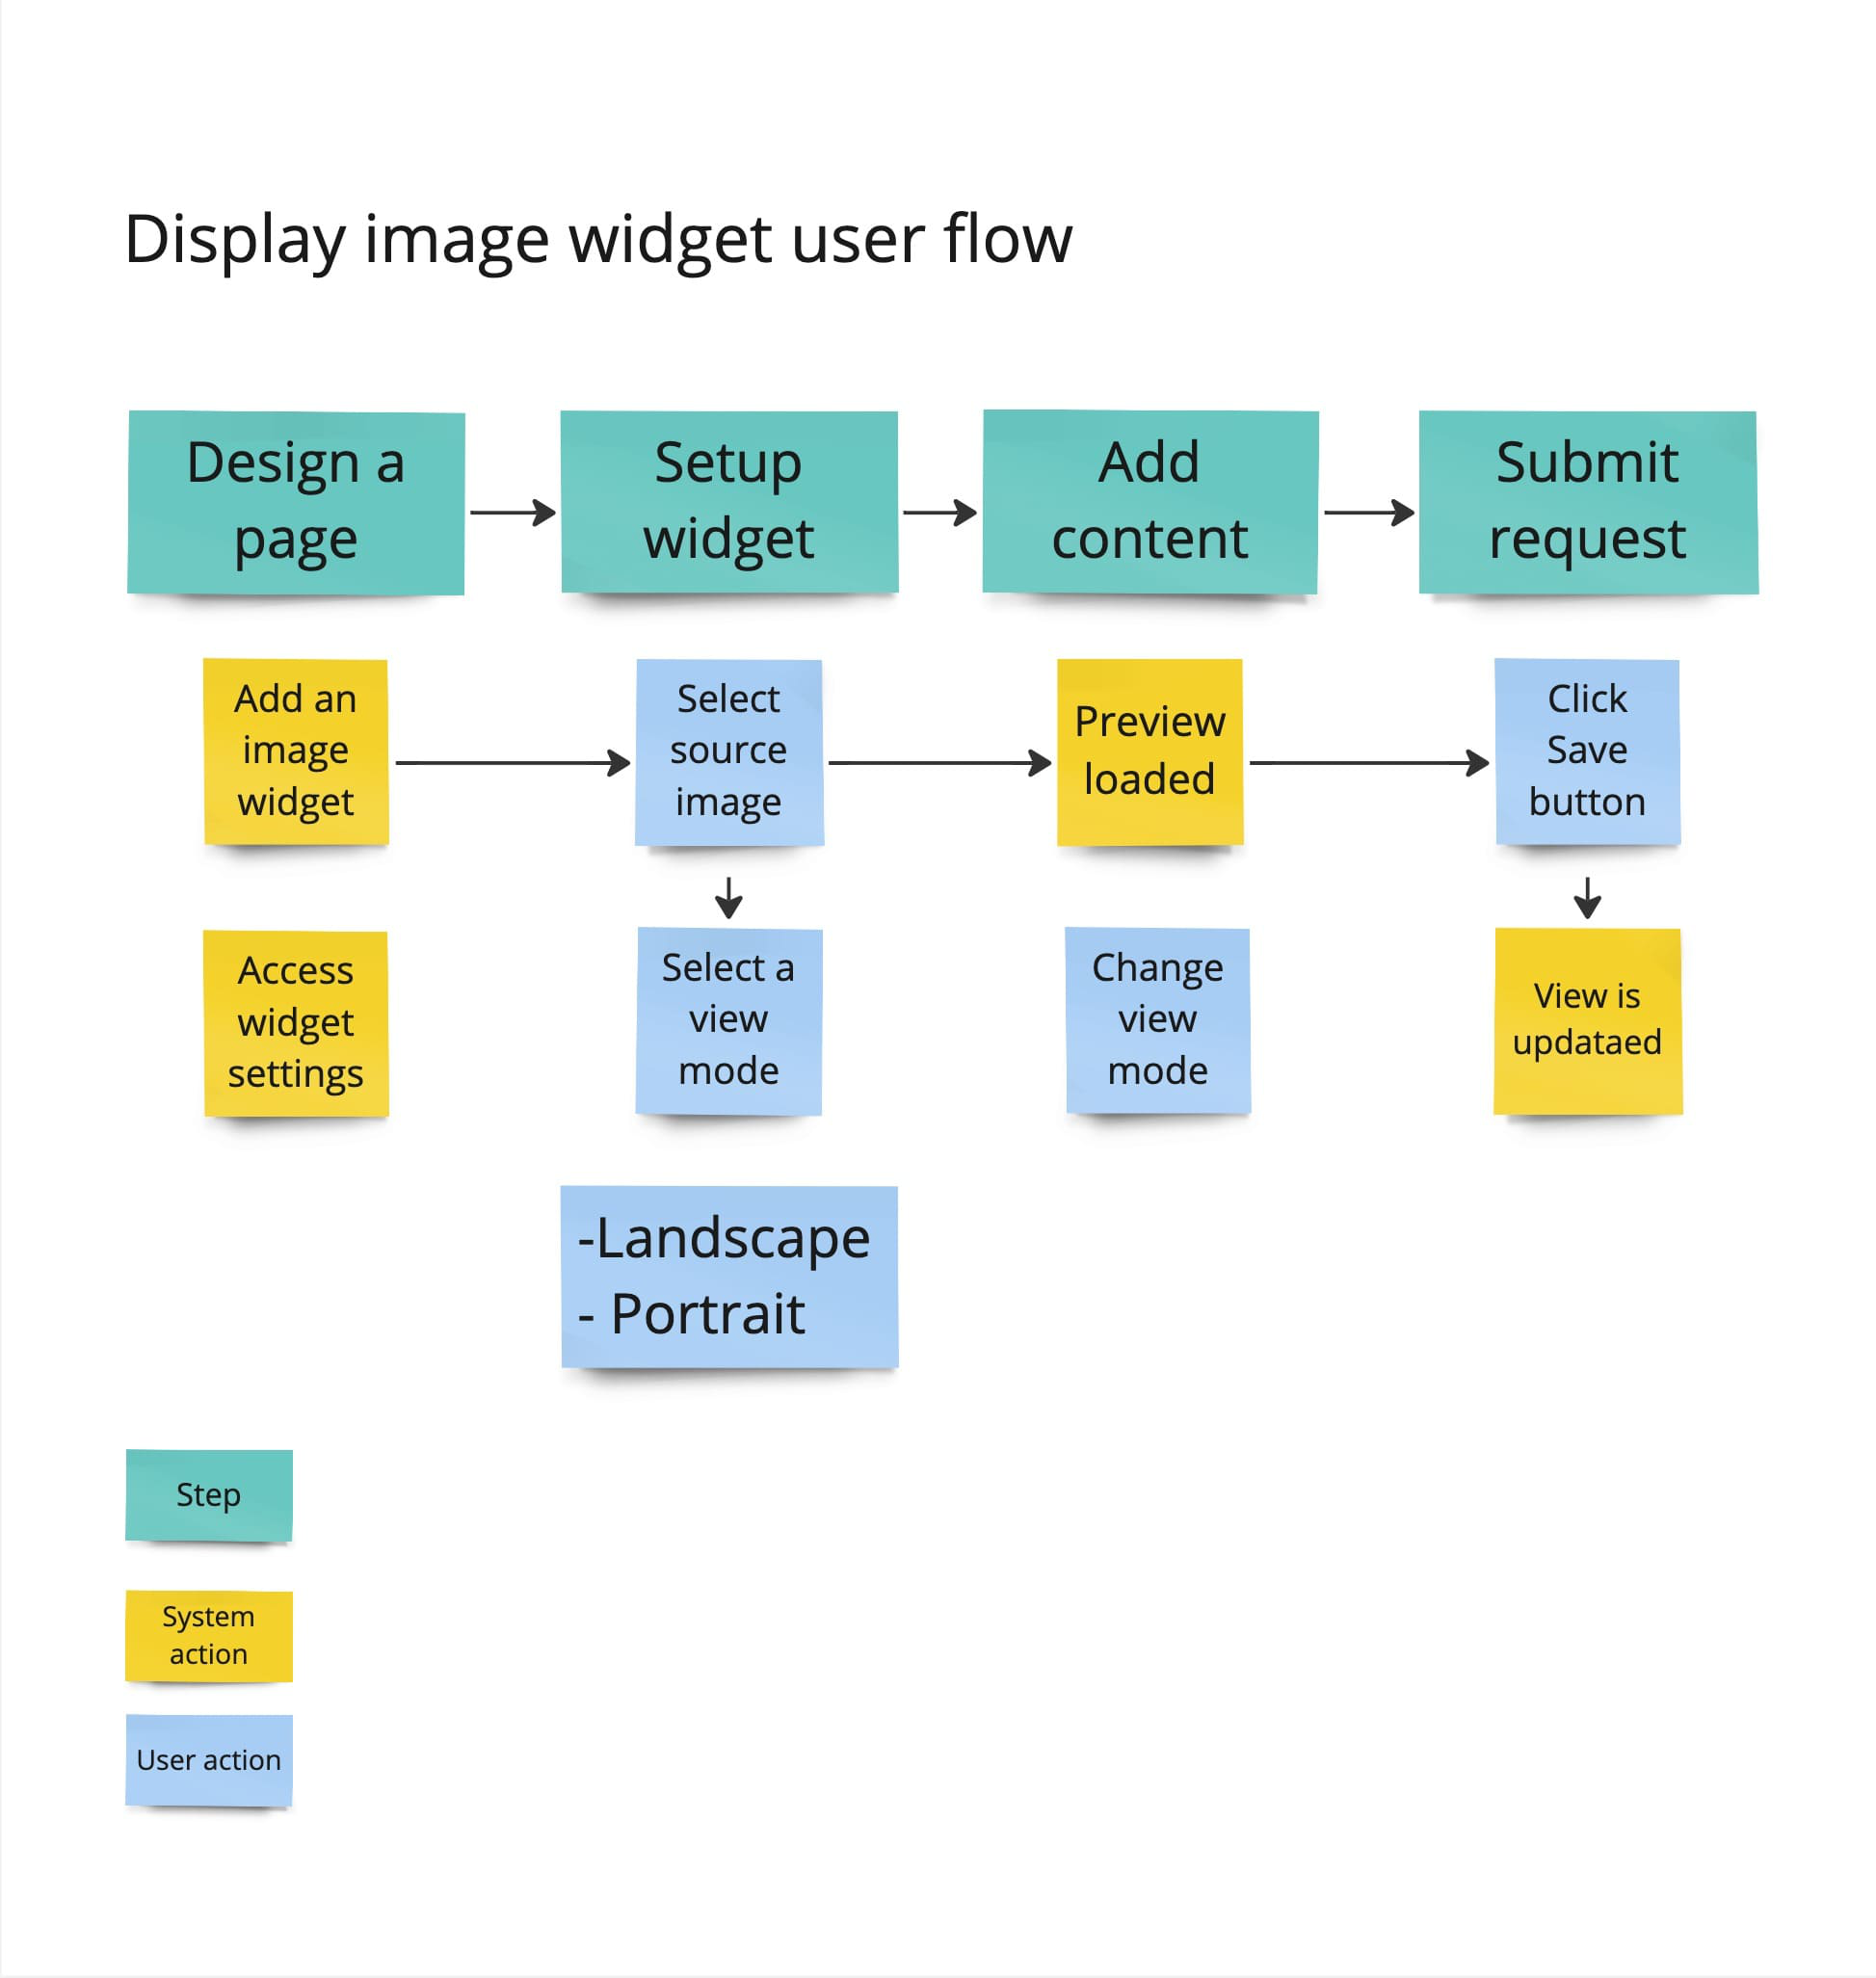 Display image widget user flow
Design a
page
Setup
widget
Add
content
Submit
request
Add an
image
widget
Select
source
image
Preview
loaded
Click
Save
button
Access
widget
settings
Select a
view
mode
Change
view
mode
View is
updataed
-Landscape
- Portrait
Step
System
action
User action